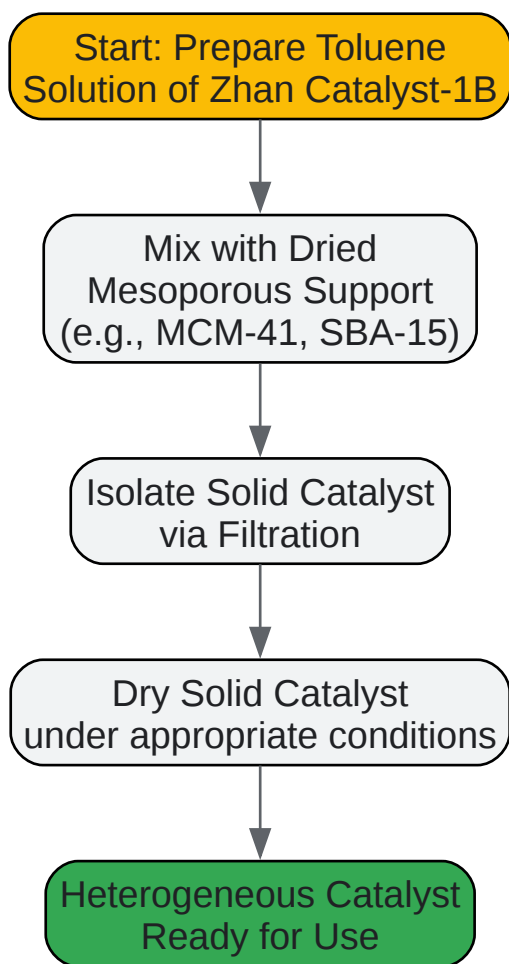 Start: Prepare Toluene
Solution of Zhan Catalyst-1B
Mix with Dried
Mesoporous Support
(e.g., MCM-41, SBA-15)
Isolate Solid Catalyst
via Filtration
Dry Solid Catalyst
under appropriate conditions
Heterogeneous Catalyst
Ready for Use